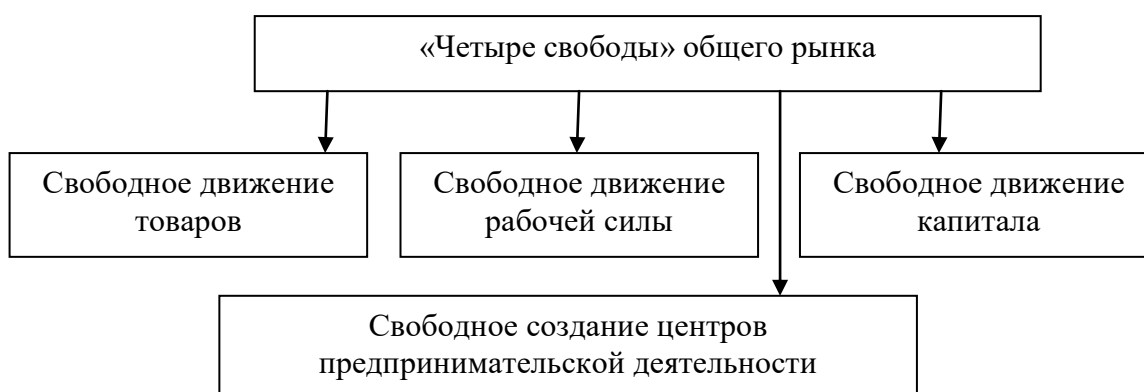 «Четыре свободы» общего рынка
Свободное движение
товаров
Свободное движение
рабочей силы
Свободное движение
капитала
Свободное создание центров
предпринимательской деятельности